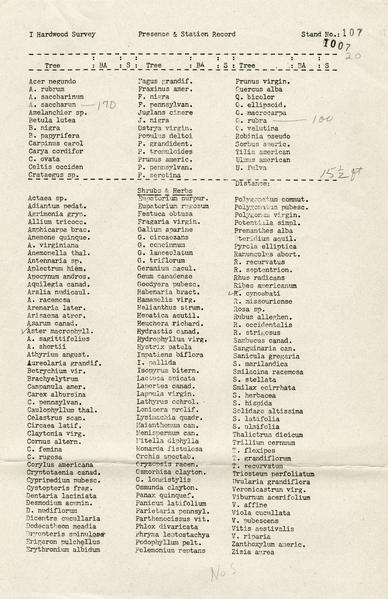 I Hardwood Survey Presence & Station Record Stand No.: 107
1007
20
Tree : BA : S : Tree : BA : S : Tree : BA : S
Acer negundo Fagus grandif. Prunus virgin.
A. rubrum Fraxinus amer. Quercus alba
A. saccharinum F. nigra Q. bicolor
A. saccharum — 170 F. pennsylvan. Q. ellipsoid.
Amelanchier sp. Juglans cinere Q. macrocarpa
Betula lutea J. nigra Q. rubra — 100
B. nigra Ostrya virgin. Q. velutina
B. papyrifera Populus deltoi Robinia pseudo
Carpinus carol P. grandident. Sorbus americ.
Carya cordifor P. tremuloides Tilia american
C. ovata Prunus americ. Ulmus american
Celtis occiden P. pennsylvan. U. fulva
Crataegus sp. P. serotina 15½ ft
Shrubs & Herbs Distance:
Actaea sp. Eupatorium purpur. Polygonatum commut.
Adiantum pedat. Eupatorium rugosum Polygonatum pubesc.
Agrimonia gryp. Festuca obtusa Polygonum virgin.
Allium tricocc. Fragaria virgin. Potentilla simpl.
Amphicarpa brac. Galium aparine Prenanthes alba
Anemone quinque. G. circaezans Pteridium aquil.
A. virginiana G. concinnum Pyrola elliptica
Anemonella thal. G. lanceolatum Ranunculus abort.
Antennaria sp. G. triflorum R. recurvatus
Aplectrum hiem. Geranium macul. R. septentrion.
Apocynum andros. Geum canadense Rhus radicans
Aquilegia canad. Goodyera pubesc. Ribes americanum
Aralia nudicaul. Habenaria bract. R. cynosbati
A. racemosa Hamamelis virg. R. missouriense
Arenaria later. Helianthus strum. Rosa sp.
Arisaema atror. Hepatica acutil. Rubus alleghen.
Asarum canad. Heuchera richard. R. occidentalis
Aster macrophyll. Hydrastis canad. R. strigosus
A. sagittifolius Hydrophyllum virg. Sambucus canad.
A. shortii Hystrix patula Sanguinaria can.
Athyrium angust. Impatiens biflora Sanicula gregaria
Aureolaria grandif. I. pallida S. marilandica
Botrychium vir. Isopyrum bitern. Smilacina racemosa
Brachyelytrum Lactuca spicata S. stellata
Campanula amer. Laportea canad. Smilax ecirrhata
Carex albursina Lappula virgin. S. herbacea
C. pennsylvan. Lathyrus ochrol. S. hispida
Caulophyllum thal. Lonicera prolif. Solidago altissima
Celastrus scan. Lysimachia quadr. S. latifolia
Circaea latif. Maianthemum can. S. ulmifolia
Claytonia virg. Menispermum can. Thalictrum dioicum
Cornus altern. Mitella diphylla Trillium cernuum
C. femina Monarda fistulosa T. flexipes
C. rugosa Orchis spectab. T. grandiflorum
Corylus americana Oryzopsis racem. T. recurvatum
Cryptotaenia canad. Osmorhiza clayton. Triosteum perfoliatum
Cypripedium pubesc. O. longistylis Uvularia grandiflora
Cystopteris frag. Osmunda clayton. Veronicastrum virg.
Dentaria laciniata Panax quinquef. Viburnum acerifolium
Desmodium acumin. Panicum latifolium V. affine
D. nudiflorum Parietaria pennsyl. Viola cucullata
Dicentra cucullaria Parthenocissus vit. V. pubescens
Dodecatheon meadia Phlox divaricata Vitis aestivalis
Dryopteris spinulosa Phryma leptostachya V. riparia
Erigeron pulchellus Podophyllum pelt. Zanthoxylum americ.
Erythronium albidum Polemonium reptans Zizia aurea
No S